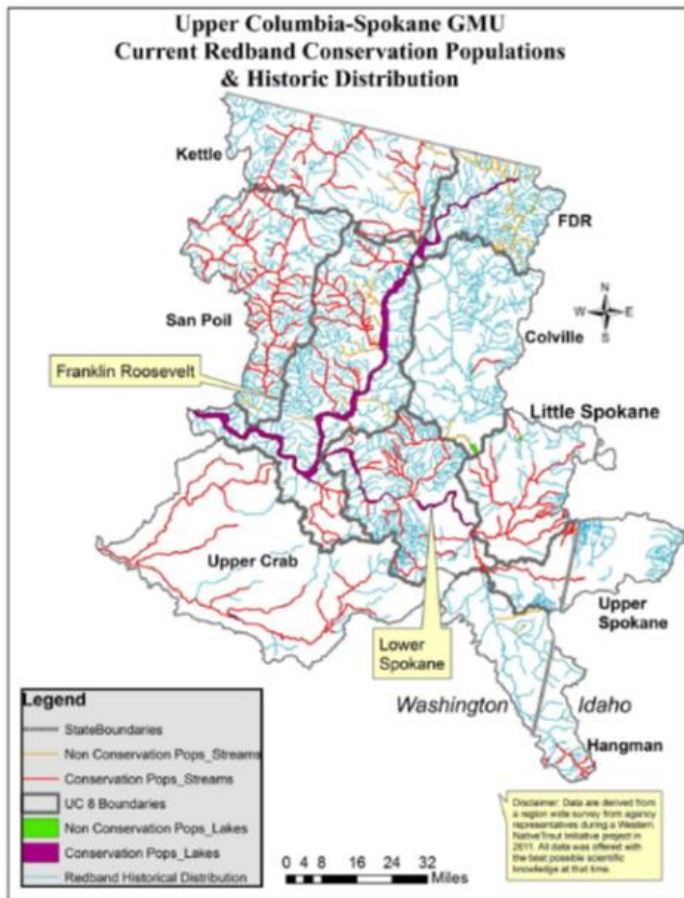 Upper Columbia-Spokane GMU
Current Redband Conservation Populations
& Historic Distribution
Kettle
FDR
N
W E
S
San Poil
Colville
Franklin Roosevelt
Little Spokane
Upper Crab
Upper
Spokane
Lower
Spokane
Washington
Idaho
Hangman
Legend
StateBoundaries
Non Conservation Pops_Streams
Conservation Pops_Streams
UC 8 Boundaries
Non Conservation Pops_Lakes
Conservation Pops_Lakes
Redband Historical Distribution
0 4 8 16 24 32
Miles
Disclaimer: Data are derived from
a region wide survey from agency
representatives during a Western
NativeTrout Initiative project in
2011. All data was offered with
the best possible scientific
knowledge at that time.